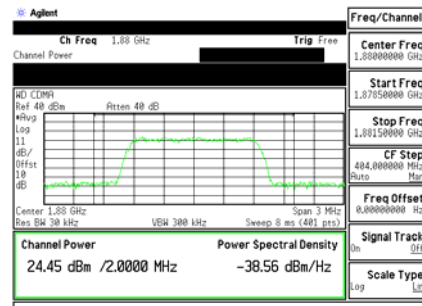 Agilent
Freq/Channel
Ch Freq 1.88 GHz Trig Free
Channel Power
Center Freq
1.88000000 GHz
Start Freq
1.87850000 GHz
WD CDMA
Ref 40 dBm Atten 40 dB
#Avg
Log
11
dB/
Offst
10
dB
Stop Freq
1.88150000 GHz
CF Step
404.000000 MHz
Auto Man
Freq Offset
0.00000000 Hz
Center 1.88 GHz Span 3 MHz
Res BW 30 kHz VBW 300 kHz Sweep 8 ms (401 pts)
Signal Track
On Off
Channel Power Power Spectral Density
24.45 dBm /2.0000 MHz -38.56 dBm/Hz
Scale Type
Log Lin